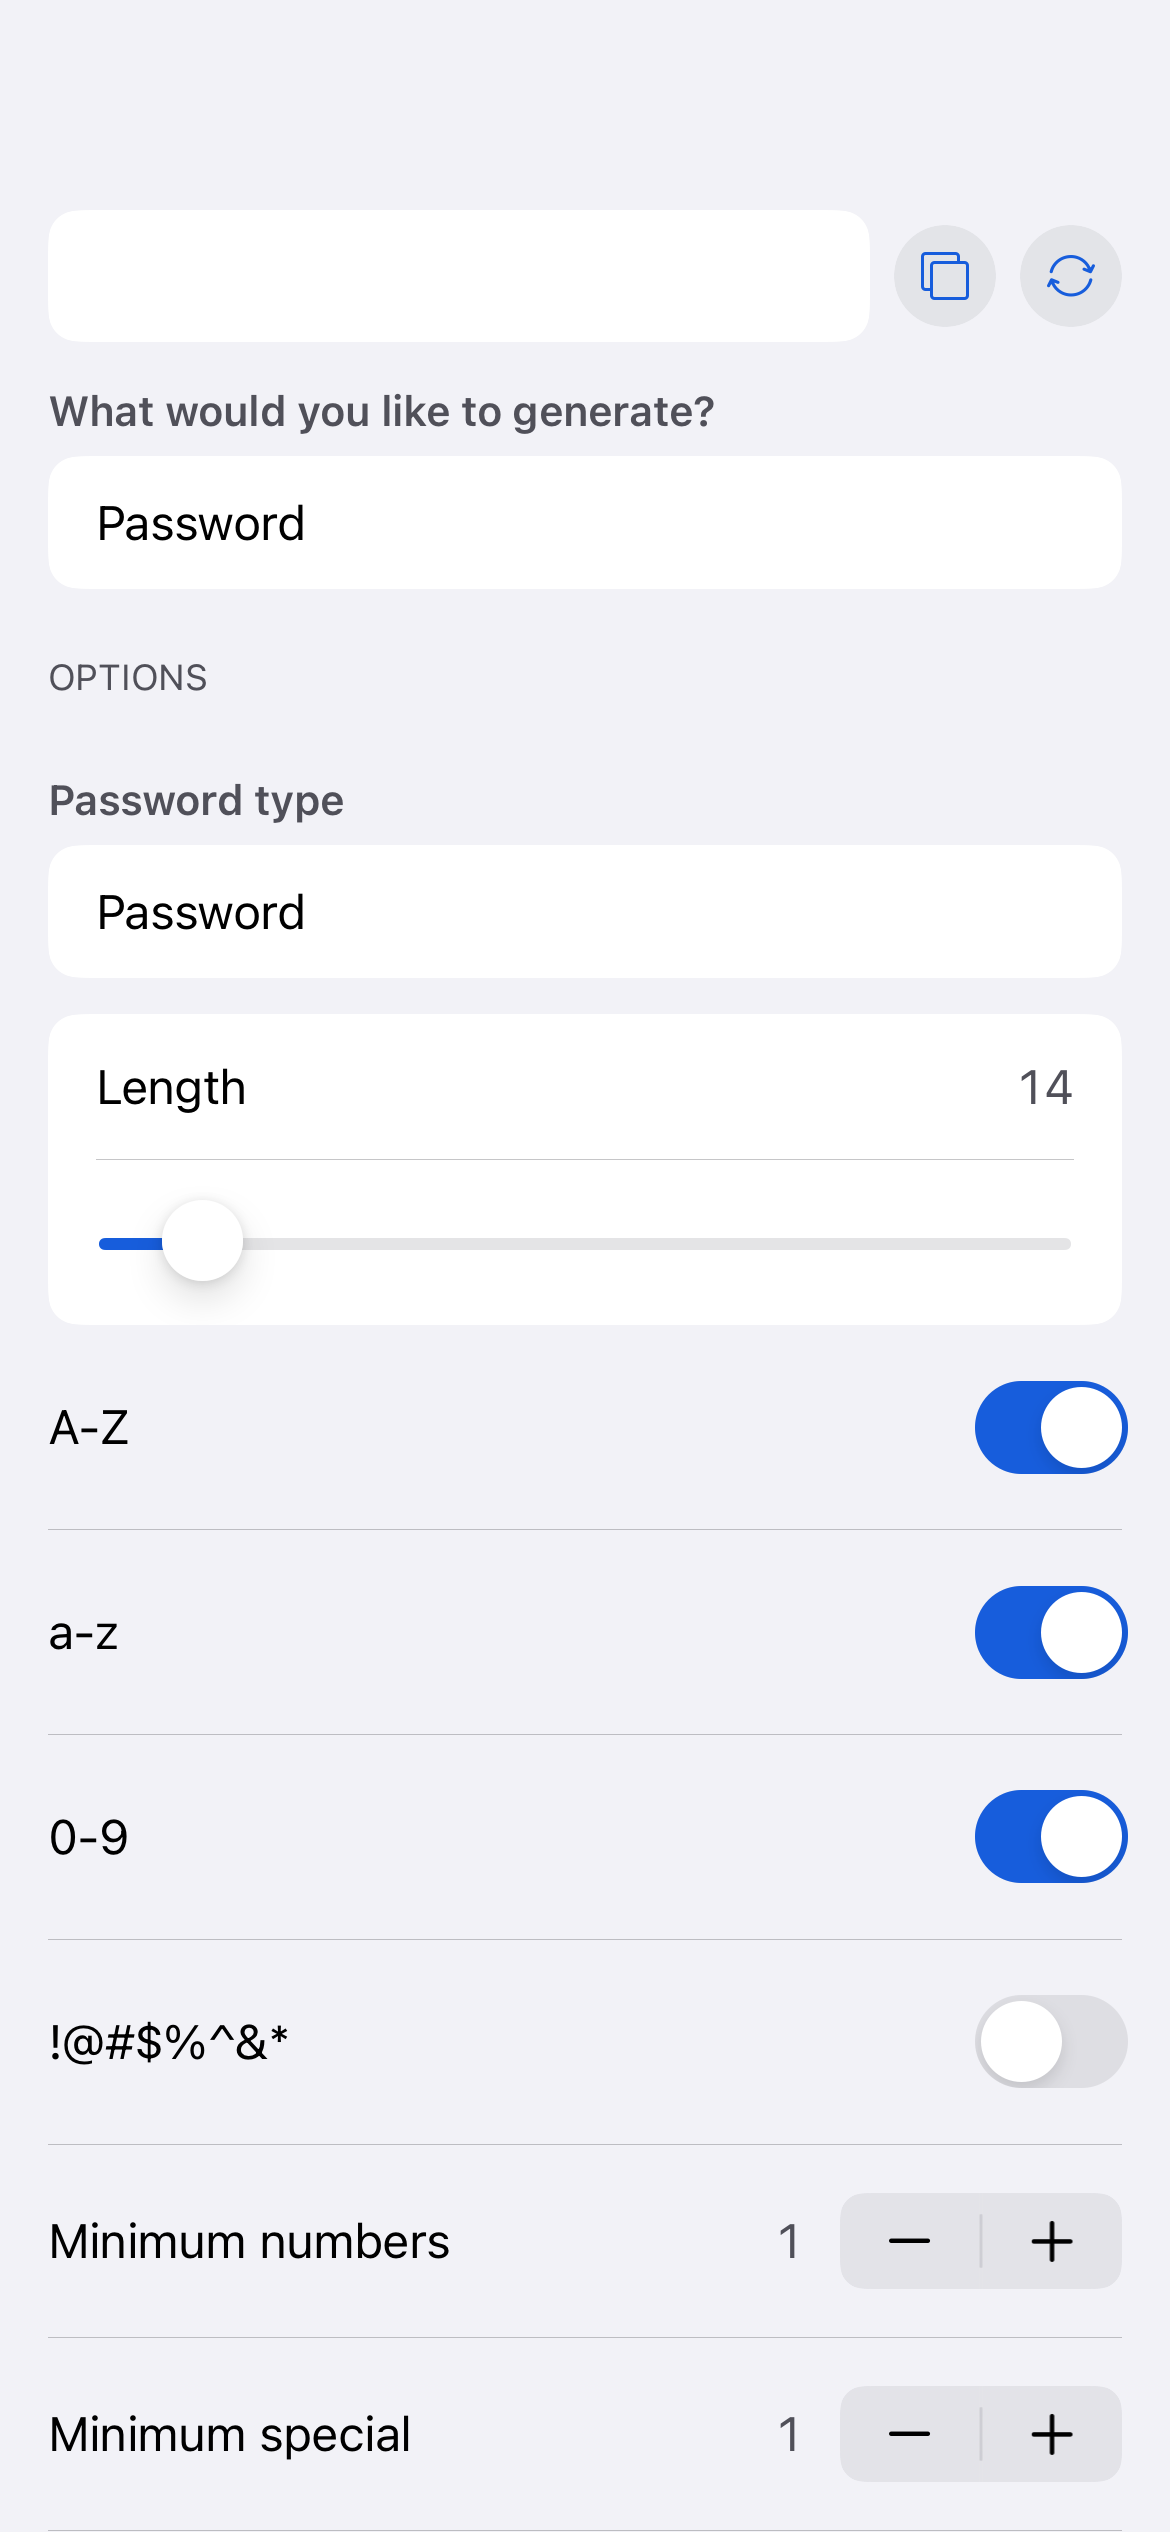 What would you like to generate?
Password
OPTIONS
Password type
Password
Length 14
A-Z
a-z
0-9
!@#$%^&*
Minimum numbers 1
Minimum special 1